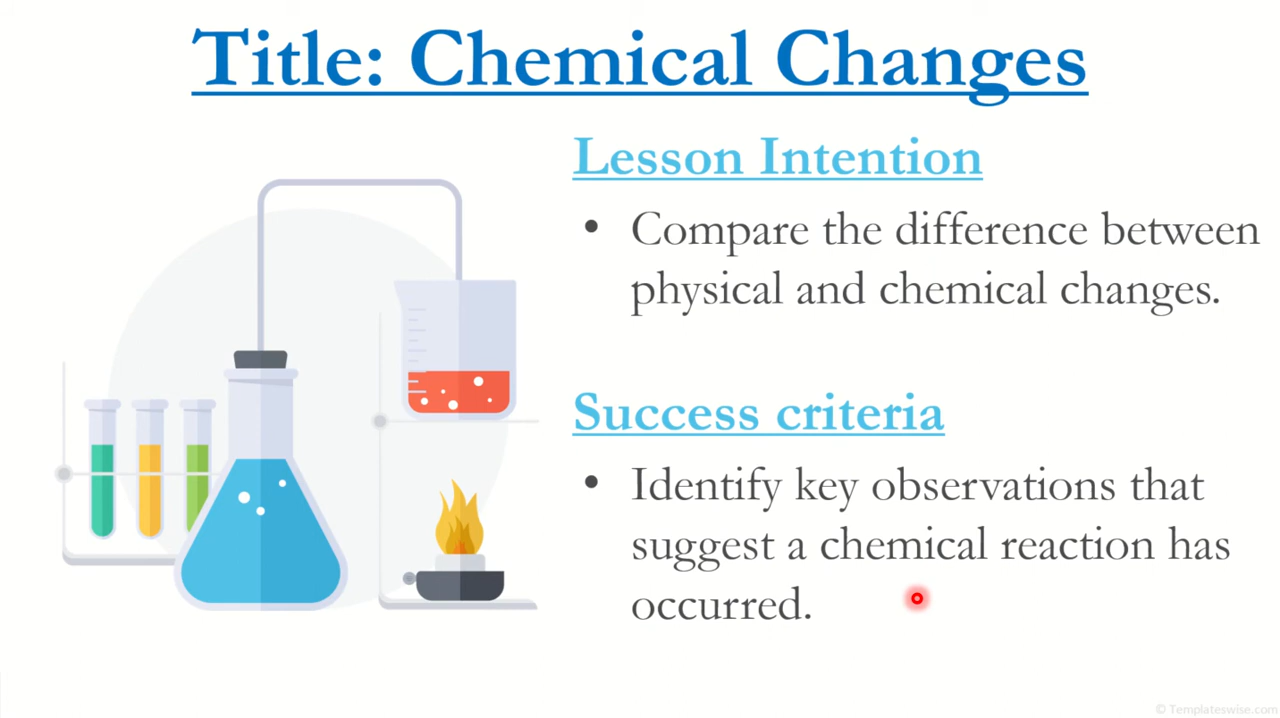 Title: Chemical Changes
Lesson Intention
• Compare the difference between
physical and chemical changes.
Success criteria
• Identify key observations that
suggest a chemical reaction has
occurred.
© Templateswise.com